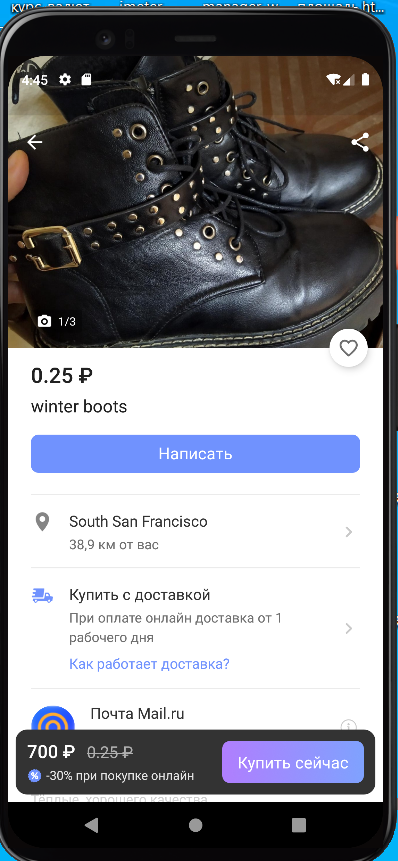 4:45
1/3
0.25 ₽
winter boots
Написать
South San Francisco
38,9 км от вас
Купить с доставкой
При оплате онлайн доставка от 1
рабочего дня
Как работает доставка?
Почта Mail.ru
700 ₽ 0.25 ₽
% -30% при покупке онлайн
Купить сейчас
Тёплые, хорошего качества